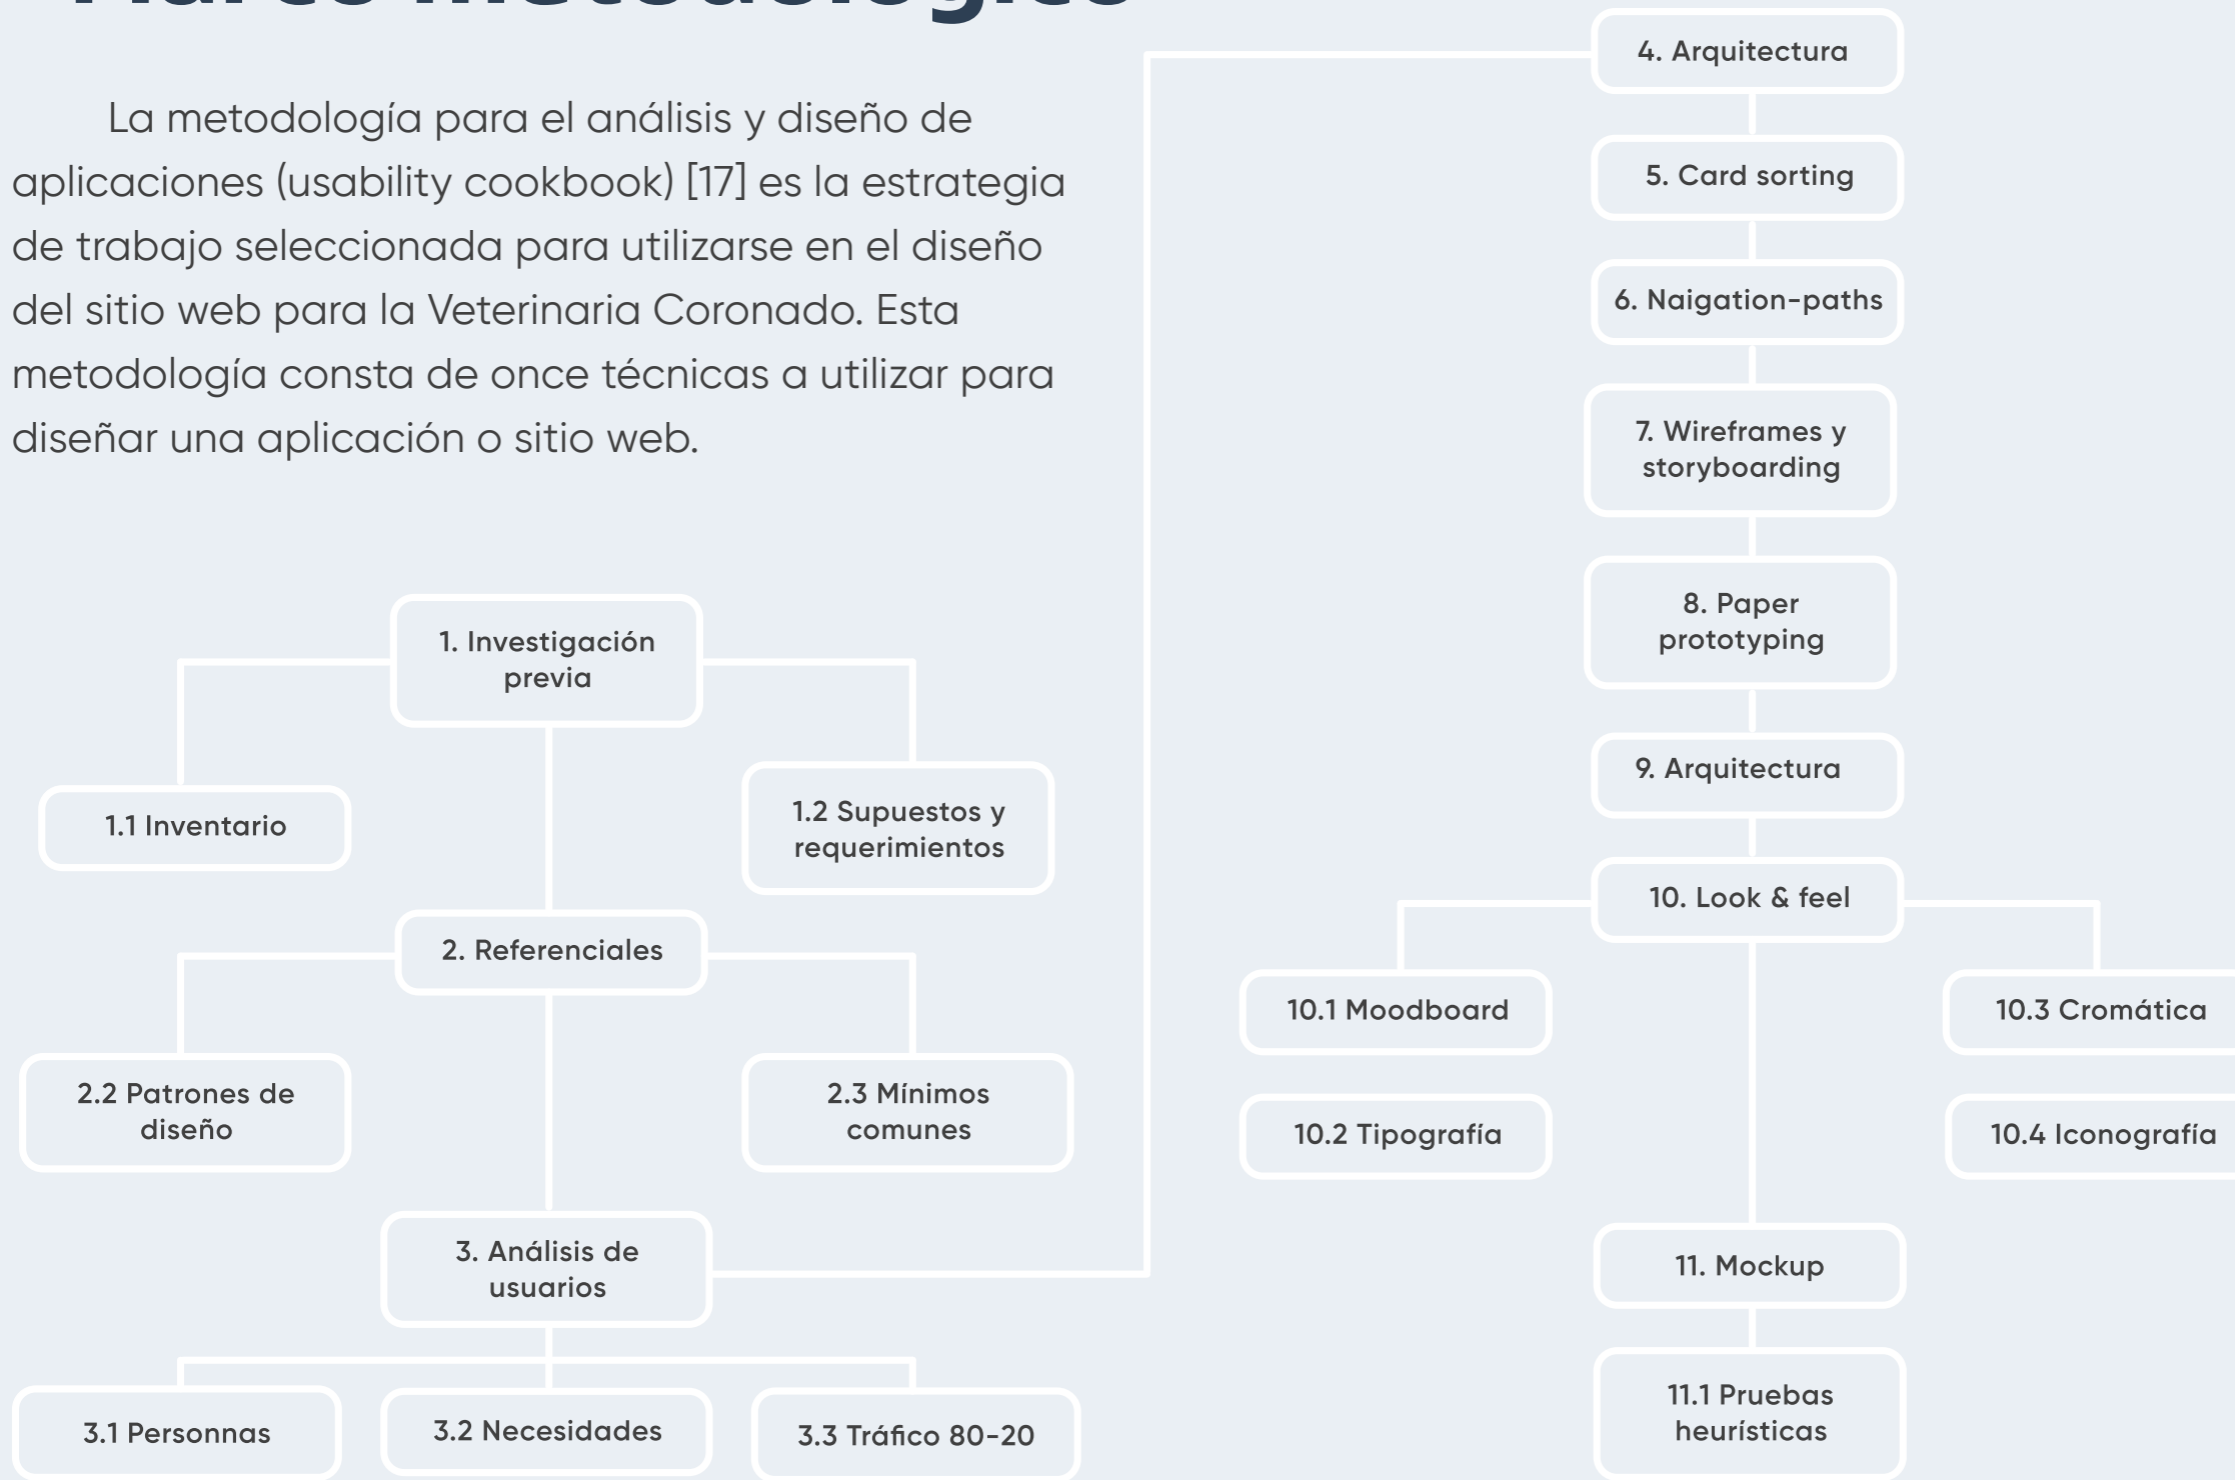 Marco metodológico
La metodología para el análisis y diseño de
aplicaciones (usability cookbook) [17] es la estrategia
de trabajo seleccionada para utilizarse en el diseño
del sitio web para la Veterinaria Coronado. Esta
metodología consta de once técnicas a utilizar para
diseñar una aplicación o sitio web.
1. Investigación
previa
1.1 Inventario
1.2 Supuestos y
requerimientos
2. Referenciales
2.2 Patrones de
diseño
2.3 Mínimos
comunes
3. Análisis de
usuarios
3.1 Personnas
3.2 Necesidades
3.3 Tráfico 80-20
4. Arquitectura
5. Card sorting
6. Naigation-paths
7. Wireframes y
storyboarding
8. Paper
prototyping
9. Arquitectura
10. Look & feel
10.1 Moodboard
10.2 Tipografía
10.3 Cromática
10.4 Iconografía
11. Mockup
11.1 Pruebas
heurísticas